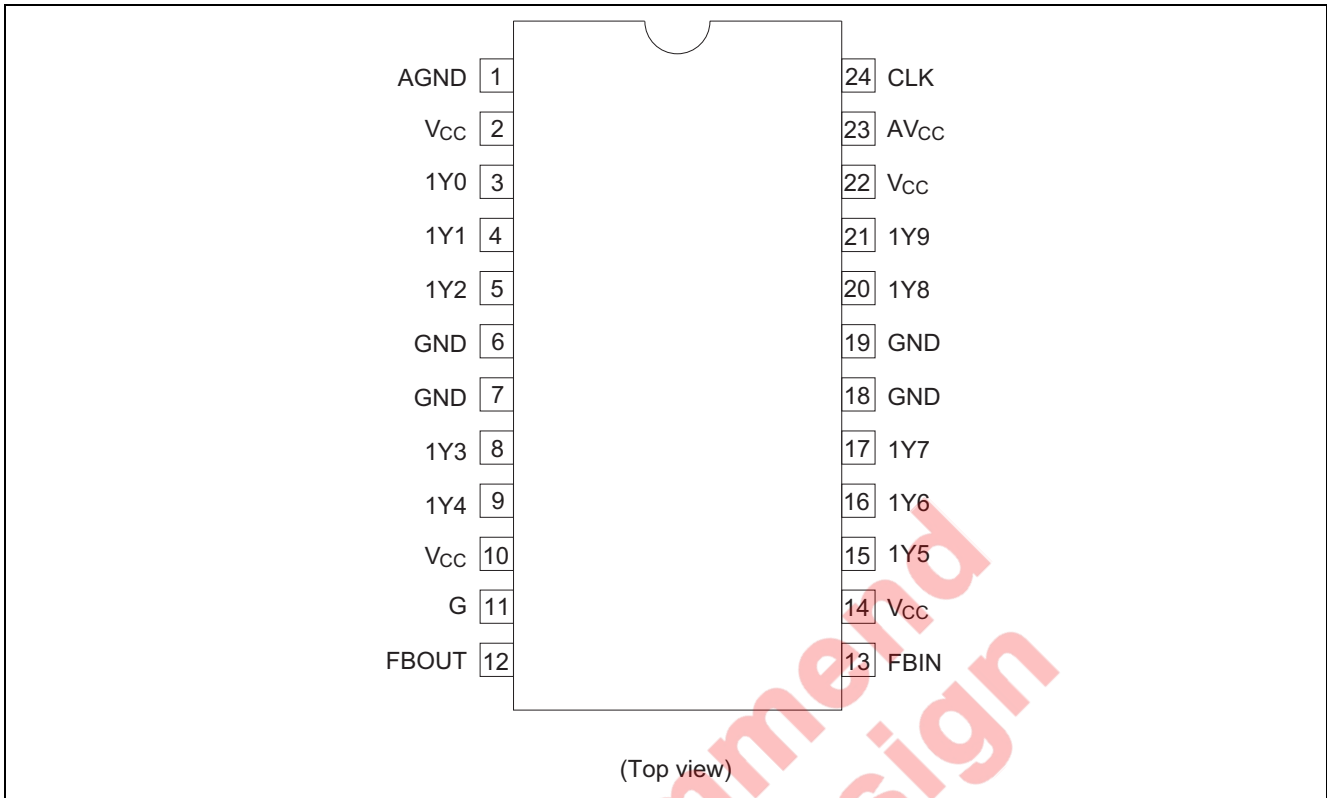 AGND 1 24 CLK
VCC 2 23 AVCC
1Y0 3 22 VCC
1Y1 4 21 1Y9
1Y2 5 20 1Y8
GND 6 19 GND
GND 7 18 GND
1Y3 8 17 1Y7
1Y4 9 16 1Y6
VCC 10 15 1Y5
G 11 14 VCC
FBOUT 12 13 FBIN
(Top view)